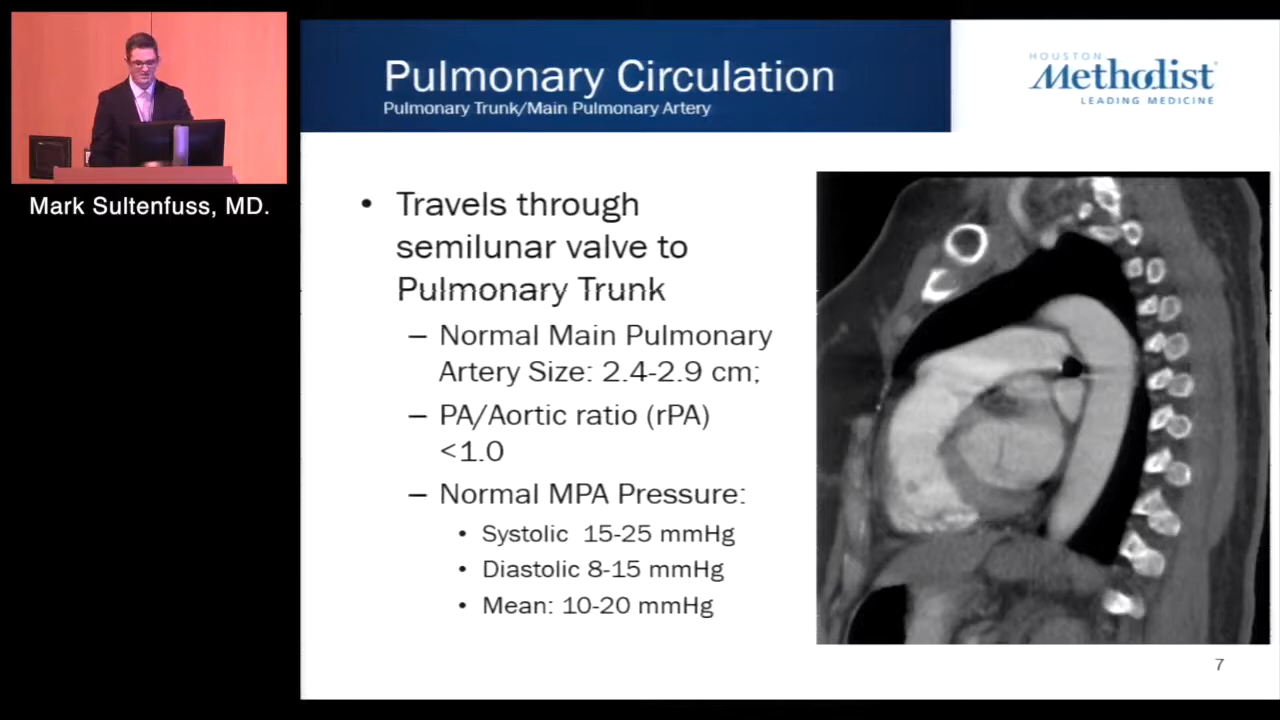 Pulmonary Circulation
Pulmonary Trunk/Main Pulmonary Artery
HOUSTON
Methodist
LEADING MEDICINE
Mark Sultenfuss, MD.
• Travels through
semilunar valve to
Pulmonary Trunk
– Normal Main Pulmonary
Artery Size: 2.4-2.9 cm;
– PA/Aortic ratio (rPA)
<1.0
– Normal MPA Pressure:
• Systolic 15-25 mmHg
• Diastolic 8-15 mmHg
• Mean: 10-20 mmHg
7